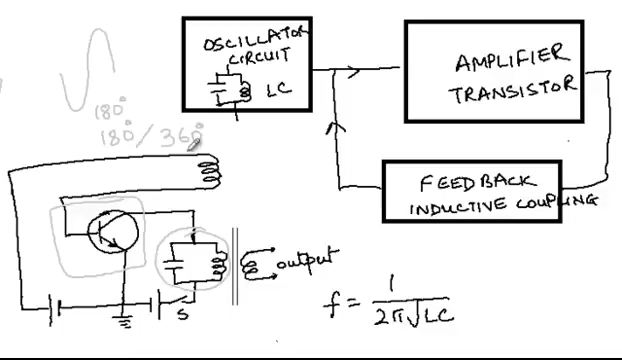 OSCILLATOR
CIRCUIT
LC
AMPLIFIER
TRANSISTOR
180°
180°/360°
FEEDBACK
INDUCTIVE COUPLING
output
S
f = 1 / 2π√LC